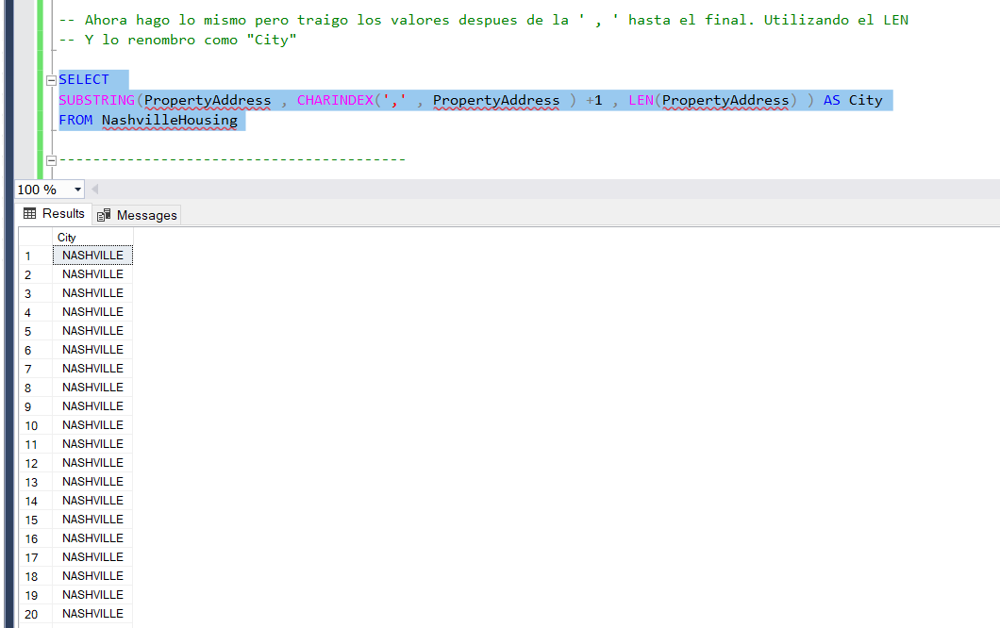 -- Ahora hago lo mismo pero traigo los valores despues de la ' , ' hasta el final. Utilizando el LEN
-- Y lo renombro como "City"
SELECT
SUBSTRING(PropertyAddress , CHARINDEX(',' , PropertyAddress ) +1 , LEN(PropertyAddress) ) AS City
FROM NashvilleHousing
-----------------------------------------
100 %
Results Messages
City
1 NASHVILLE
2 NASHVILLE
3 NASHVILLE
4 NASHVILLE
5 NASHVILLE
6 NASHVILLE
7 NASHVILLE
8 NASHVILLE
9 NASHVILLE
10 NASHVILLE
11 NASHVILLE
12 NASHVILLE
13 NASHVILLE
14 NASHVILLE
15 NASHVILLE
16 NASHVILLE
17 NASHVILLE
18 NASHVILLE
19 NASHVILLE
20 NASHVILLE